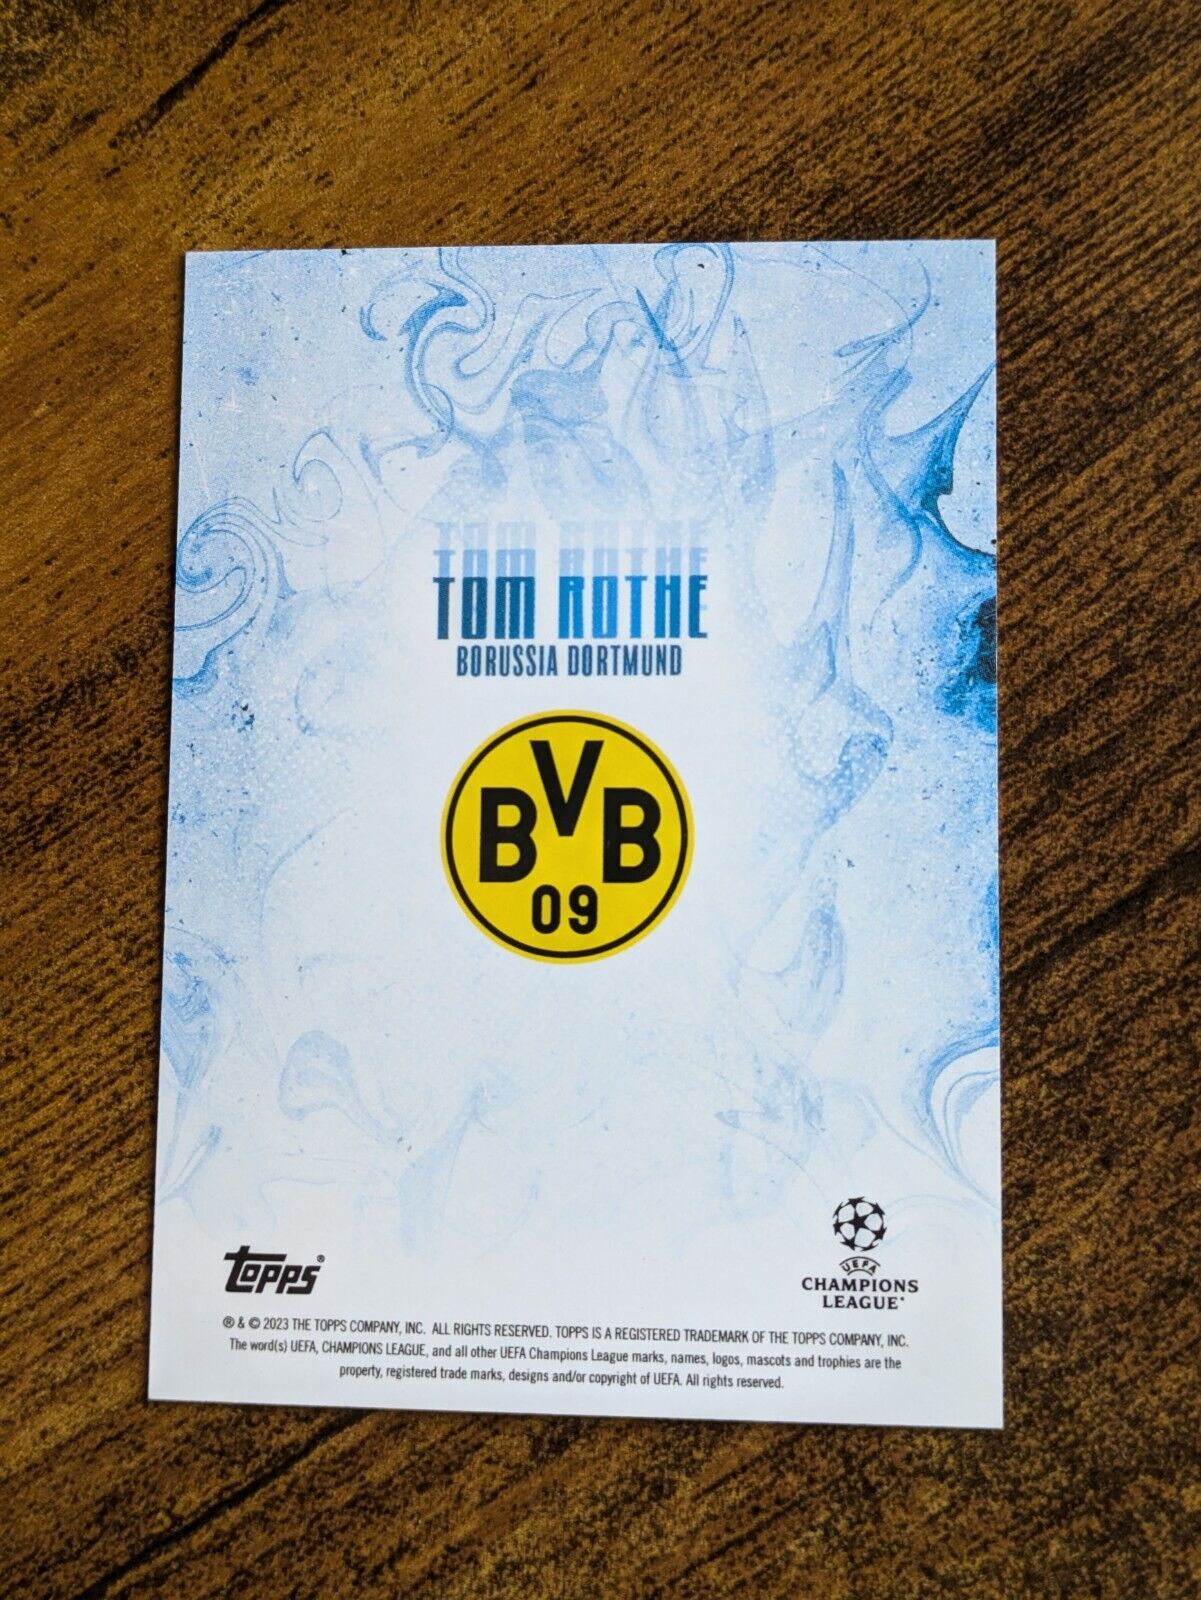 TOM ROTHE
TOM ROTHE
TOM ROTHE
BORUSSIA DORTMUND
BVB
09
Topps®
UEFA
CHAMPIONS
LEAGUE®
® & © 2023 THE TOPPS COMPANY, INC. ALL RIGHTS RESERVED. TOPPS IS A REGISTERED TRADEMARK OF THE TOPPS COMPANY, INC.
The word(s) UEFA, CHAMPIONS LEAGUE, and all other UEFA Champions League marks, names, logos, mascots and trophies are the
property, registered trade marks, designs and/or copyright of UEFA. All rights reserved.